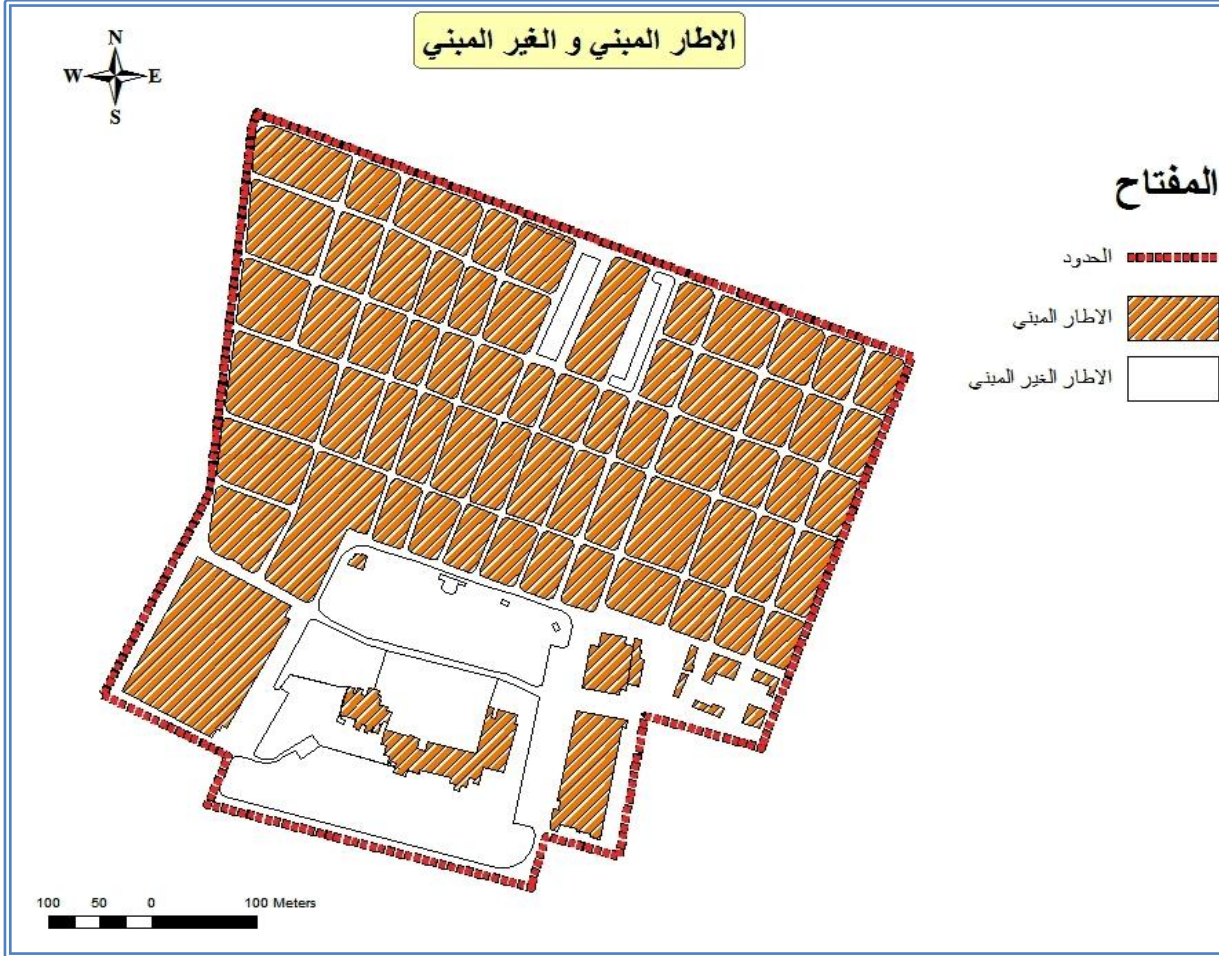 الاطار المبني و الغير المبني
N
W E
S
المفتاح
الحدود
الاطار المبني
الاطار الغير المبني
100 50 0 100 Meters